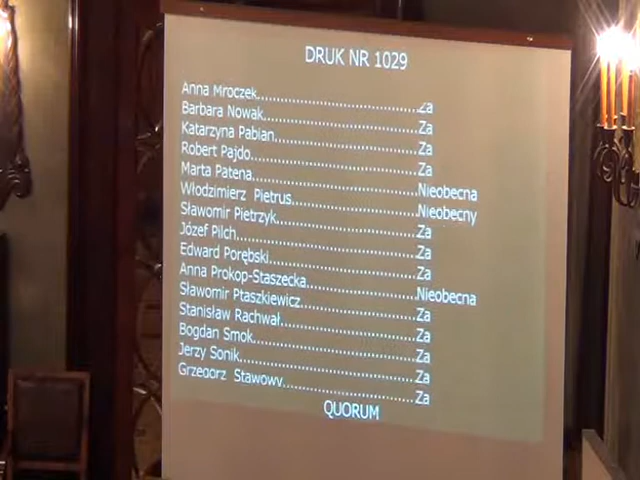 DRUK NR 1029
Anna Mroczek..........Za
Barbara Nowak..........Za
Katarzyna Pabian..........Za
Robert Pajdo..........Za
Marta Patena..........Nieobecna
Włodzimierz Pietrus..........Nieobecny
Sławomir Pietrzyk..........Za
Józef Pilch..........Za
Edward Porębski..........Za
Anna Prokop-Staszecka..........Nieobecna
Sławomir Ptaszkiewicz..........Za
Stanisław Rachwał..........Za
Bogdan Smok..........Za
Jerzy Sonik..........Za
Grzegorz Stawowy..........Za
QUORUM